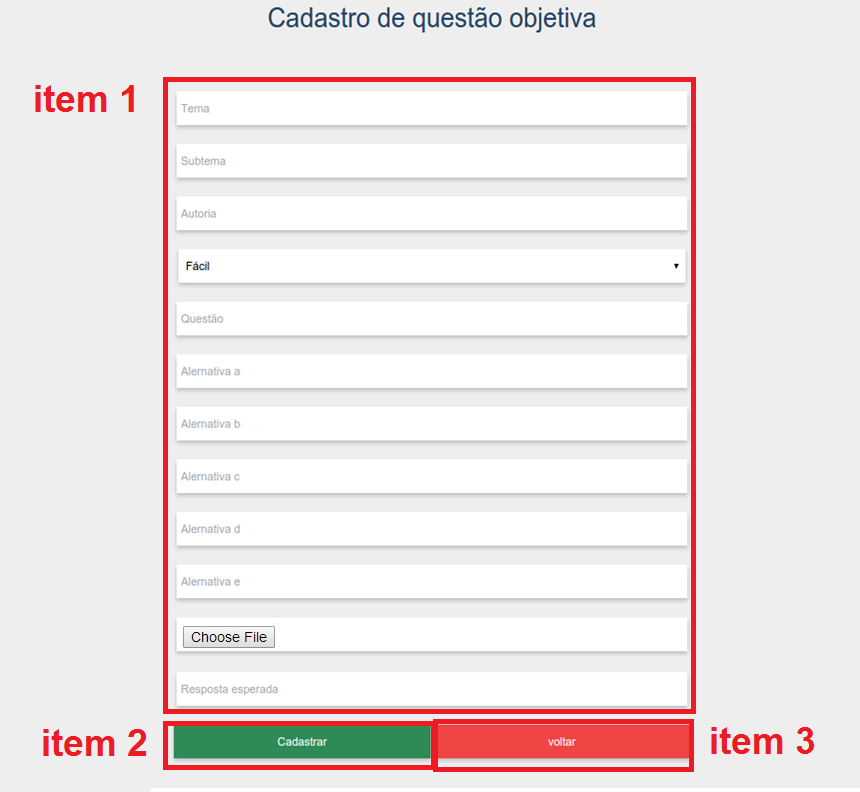 Cadastro de questão objetiva
item 1
Tema
Subtema
Autoria
Fácil
Questão
Alernativa a
Alernativa b
Alernativa c
Alernativa d
Alernativa e
Choose File
Resposta esperada
item 2
Cadastrar
voltar
item 3